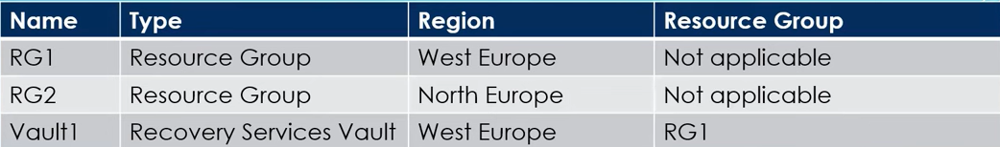 Name Type Region Resource Group
RG1 Resource Group West Europe Not applicable
RG2 Resource Group North Europe Not applicable
Vault1 Recovery Services Vault West Europe RG1